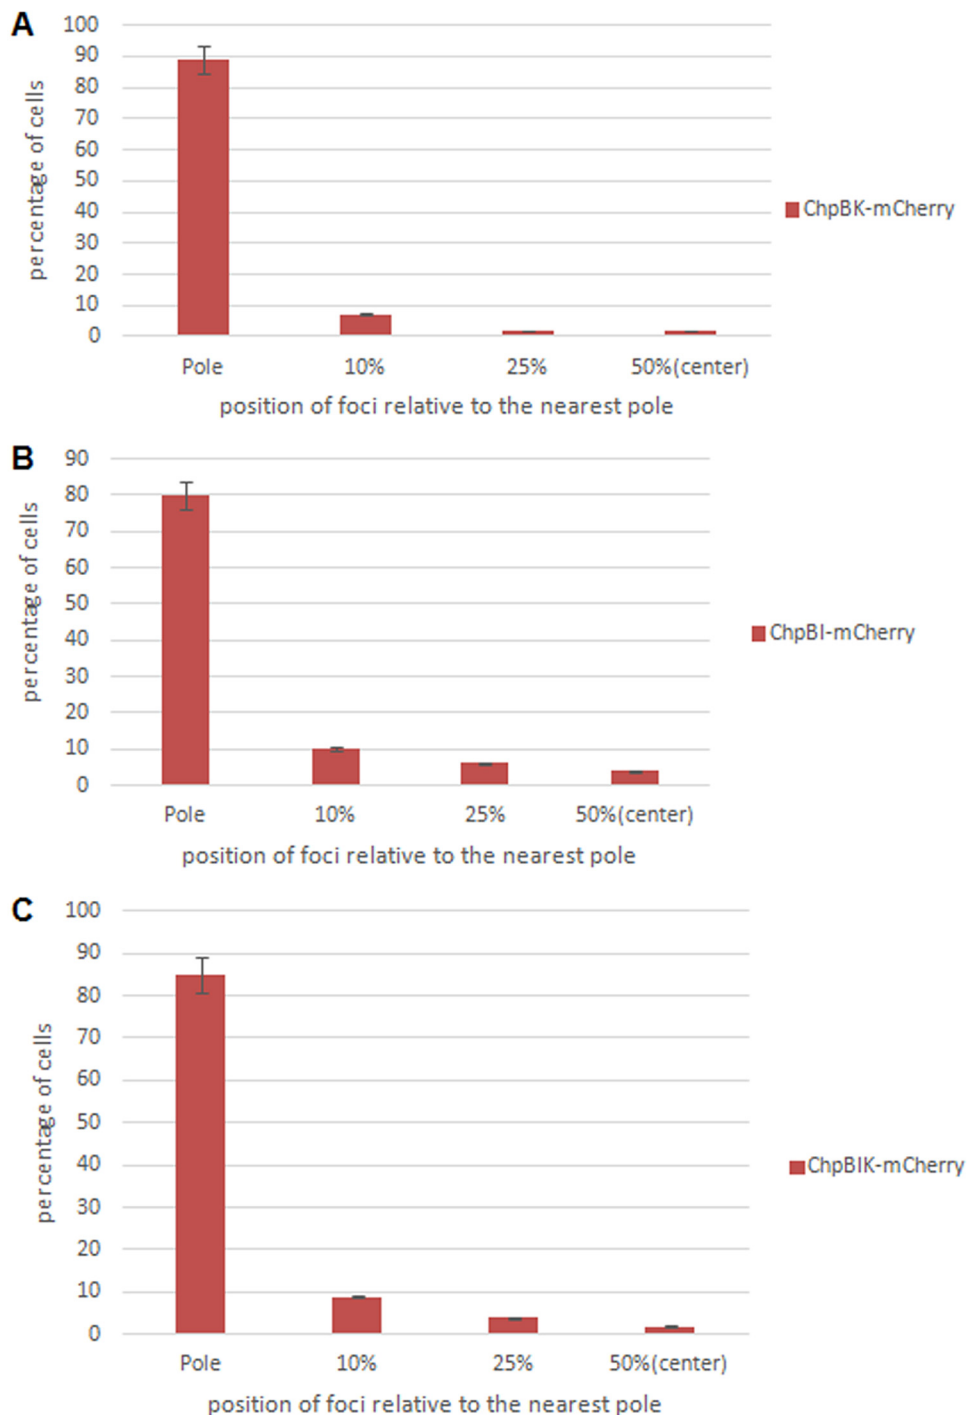 A
100
90
80
70
60
50
40
30
20
10
0
percentage of cells
Pole 10% 25% 50%(center)
position of foci relative to the nearest pole
ChpBK-mCherry
B
90
80
70
60
50
40
30
20
10
0
percentage of cells
Pole 10% 25% 50%(center)
position of foci relative to the nearest pole
ChpBI-mCherry
C
100
90
80
70
60
50
40
30
20
10
0
percentage of cells
Pole 10% 25% 50%(center)
position of foci relative to the nearest pole
ChpBIK-mCherry